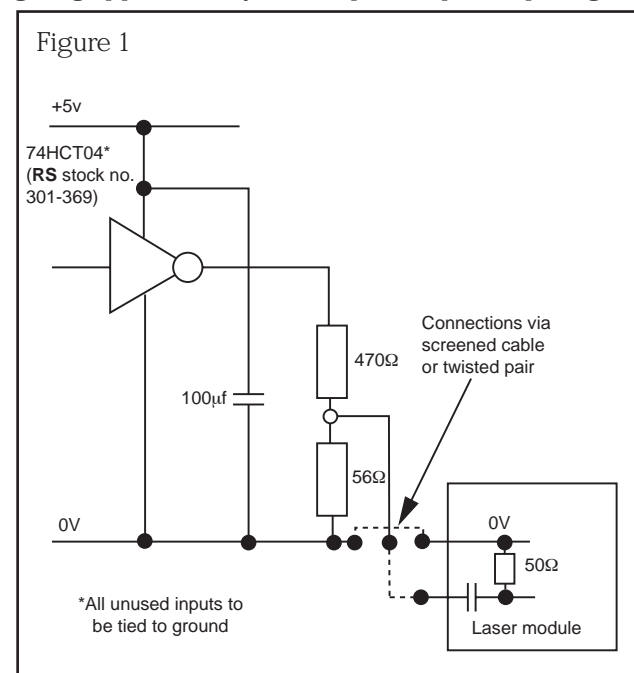 Figure 1
+5v
74HCT04*
(RS stock no.
301-369)
Connections via
screened cable
or twisted pair
470Ω
100µf
56Ω
0V
0V
50Ω
*All unused inputs to
be tied to ground
Laser module